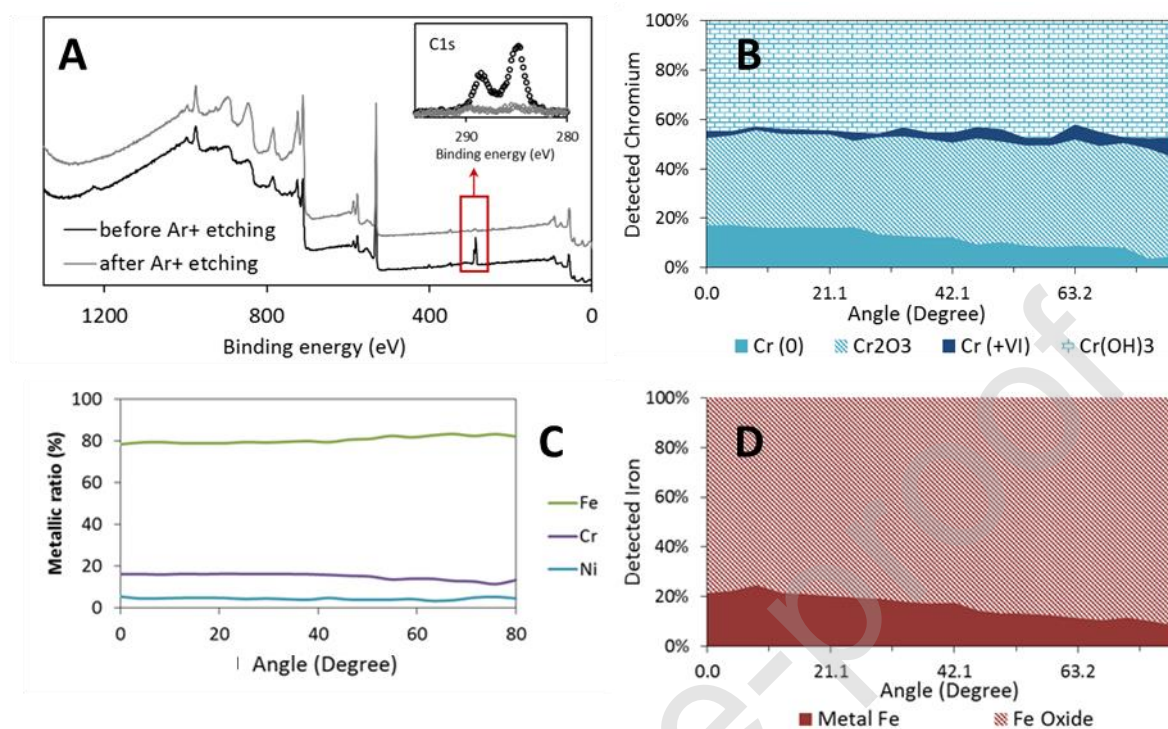 A
C1s
290
280
Binding energy (eV)
before Ar+ etching
after Ar+ etching
1200
800
400
0
Binding energy (eV)
B
100%
80%
60%
40%
20%
0%
Detected Chromium
0.0
21.1
42.1
63.2
Angle (Degree)
Cr (0)
Cr2O3
Cr (+VI)
Cr(OH)3
C
100
80
60
40
20
0
Metallic ratio (%)
0
20
40
60
80
Angle (Degree)
Fe
Cr
Ni
D
100%
80%
60%
40%
20%
0%
Detected Iron
0.0
21.1
42.1
63.2
Angle (Degree)
Metal Fe
Fe Oxide
e-proof